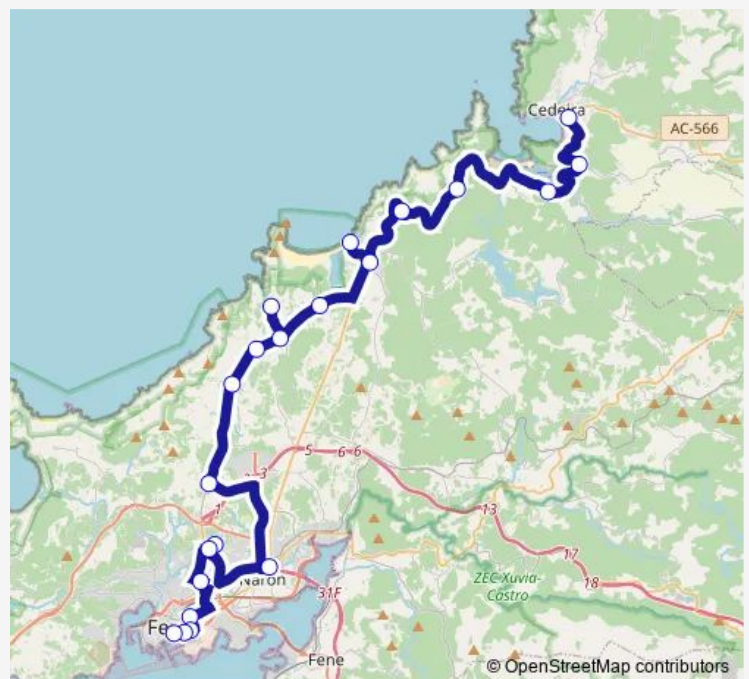 Cedeira
AC-566
5
6
6
3
1
13
17
18
ZEC Xuvia-
Castro
Narón
31F
Fene
© OpenStreetMap contributors